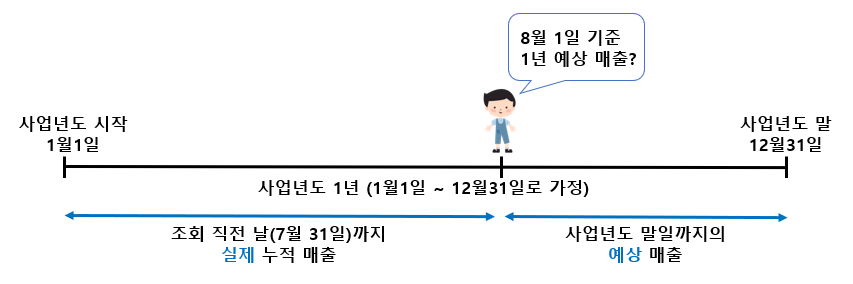 8월 1일 기준
1년 예상 매출?
사업년도 시작
1월1일
사업년도 말
12월31일
사업년도 1년 (1월1일 ~ 12월31일로 가정)
조회 직전 날(7월 31일)까지
실제 누적 매출
사업년도 말일까지의
예상 매출